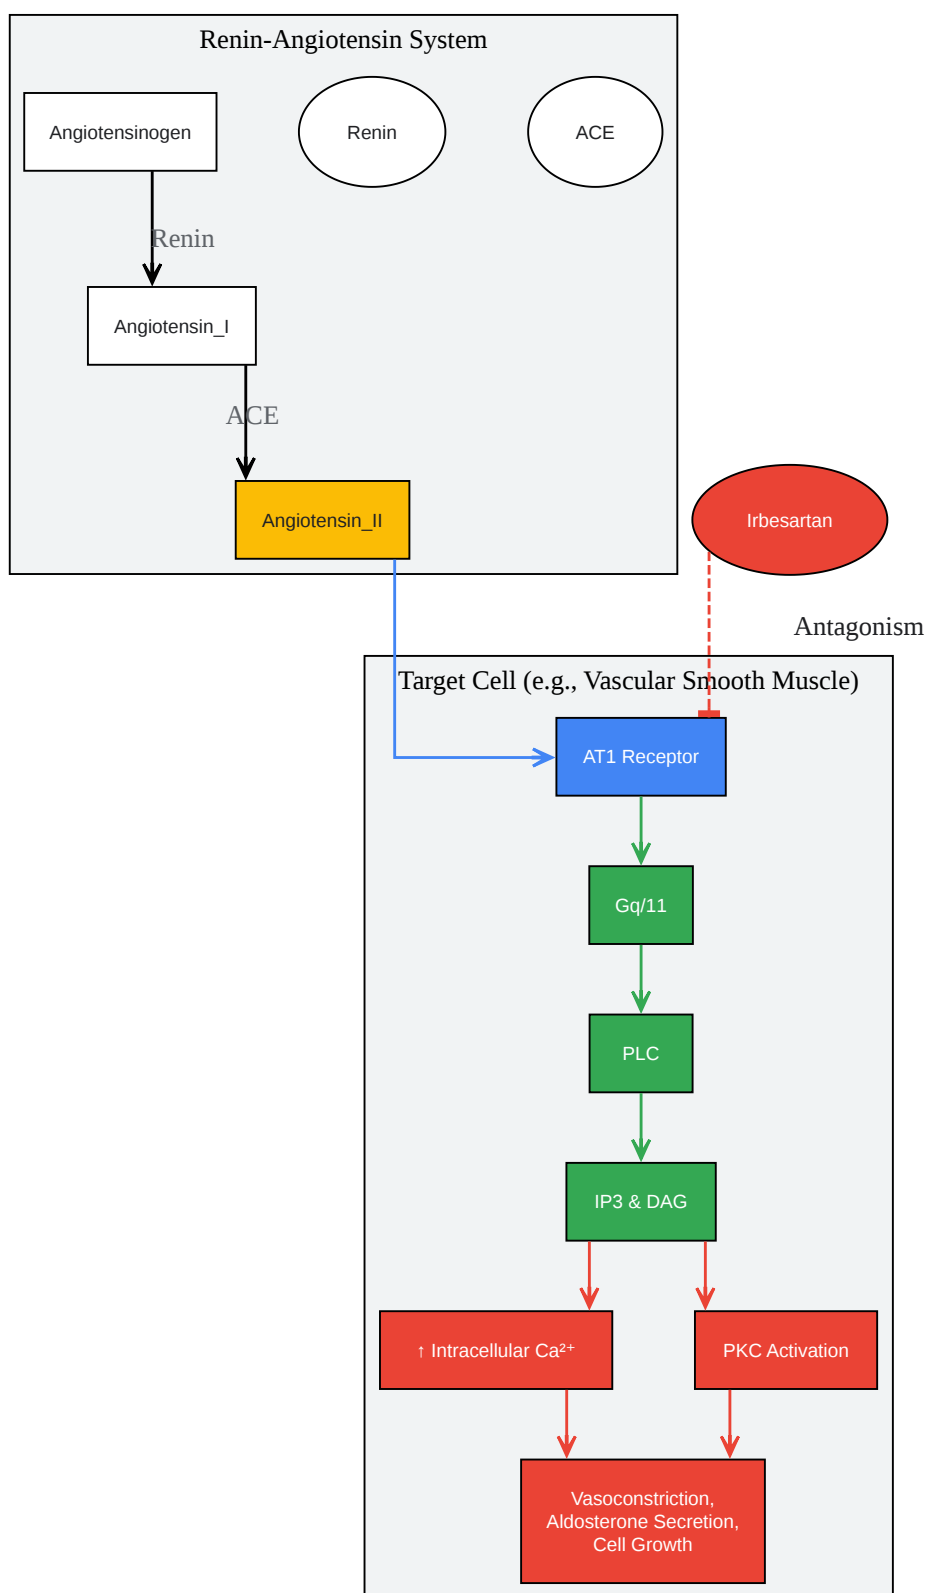 Renin-Angiotensin System
Angiotensinogen
Renin
ACE
Renin
Angiotensin_I
ACE
Angiotensin_II
Irbesartan
Antagonism
Target Cell (e.g., Vascular Smooth Muscle)
AT1 Receptor
Gq/11
PLC
IP3 & DAG
↑ Intracellular Ca²⁺
PKC Activation
Vasoconstriction,
Aldosterone Secretion,
Cell Growth